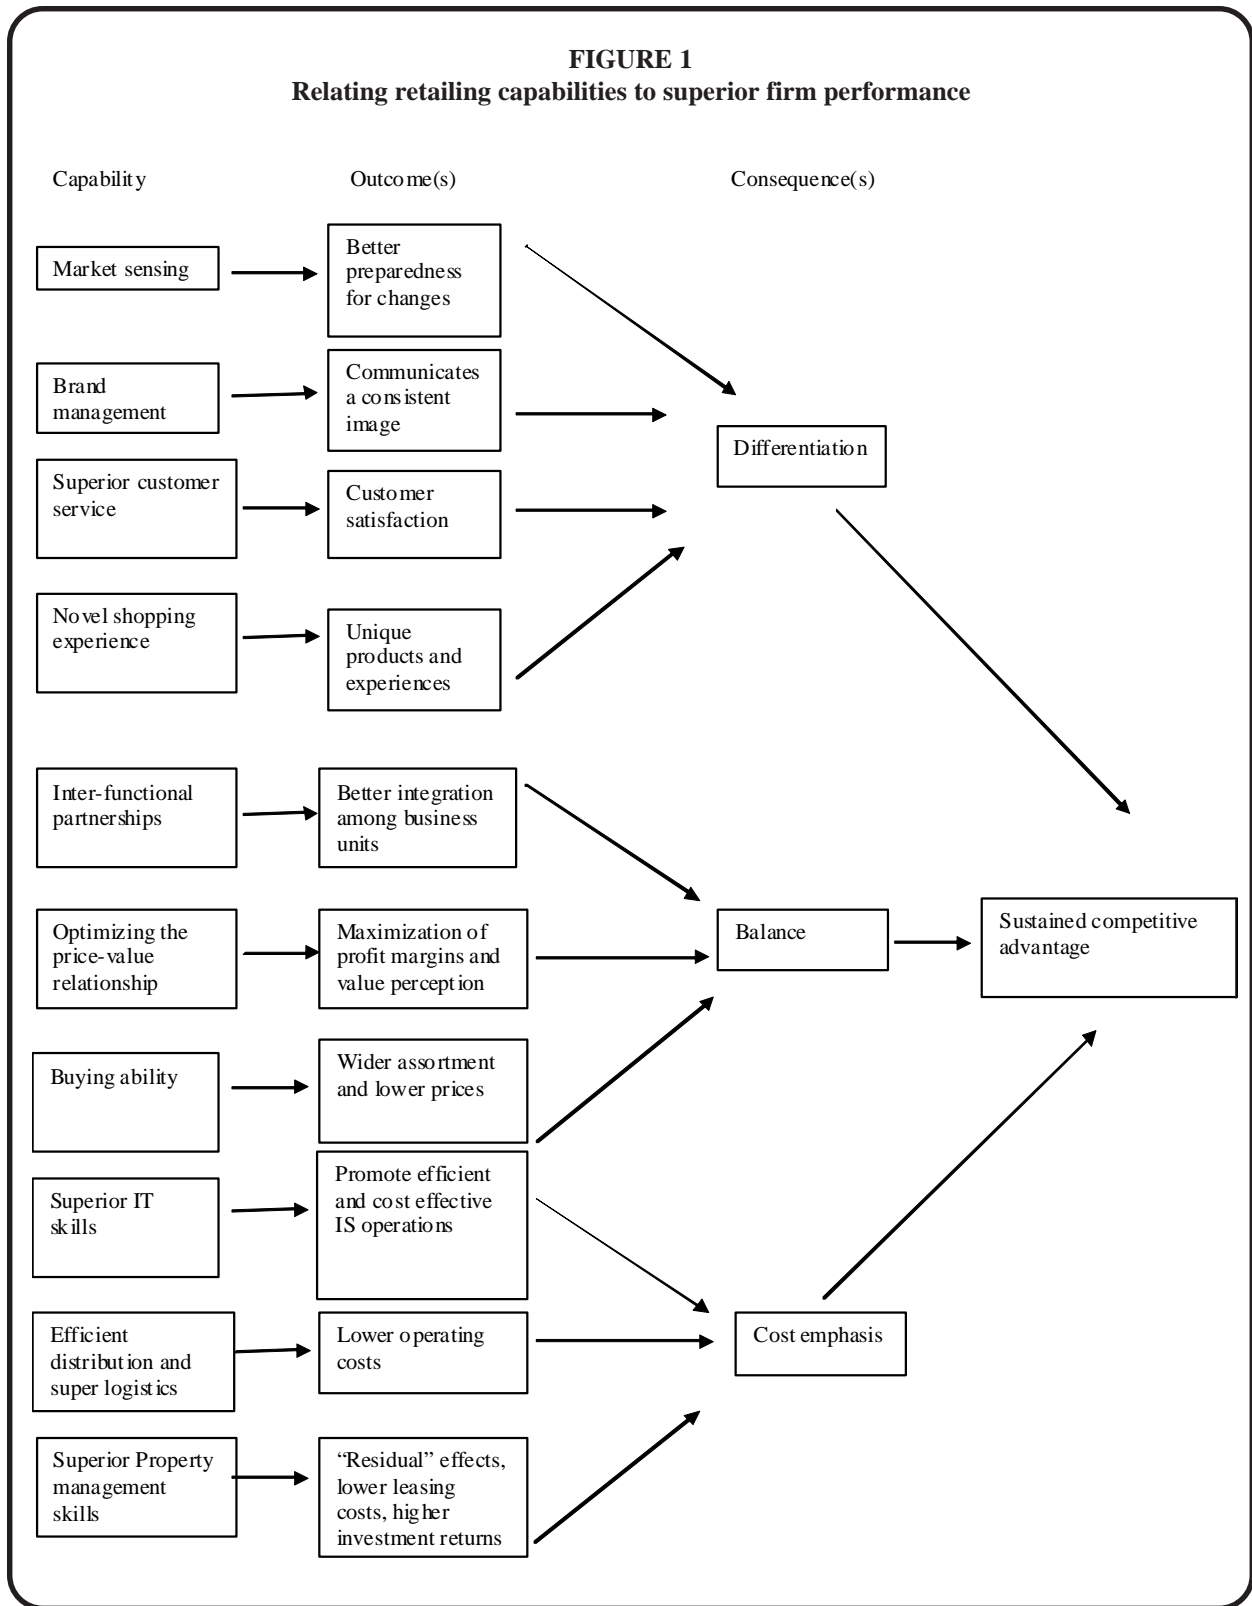 FIGURE 1
Relating retailing capabilities to superior firm performance
Capability
Outcome(s)
Consequence(s)
Market sensing
Better
preparedness
for changes
Brand
management
Communicates
a consistent
image
Differentiation
Superior customer
service
Customer
satisfaction
Novel shopping
experience
Unique
products and
experiences
Inter-functional
partnerships
Better integration
among business
units
Optimizing the
price-value
relationship
Maximization of
profit margins and
value perception
Balance
Sustained competitive
advantage
Buying ability
Wider assortment
and lower prices
Superior IT
skills
Promote efficient
and cost effective
IS operations
Efficient
distribution and
super logistics
Lower operating
costs
Cost emphasis
Superior Property
management
skills
“Residual” effects,
lower leasing
costs, higher
investment returns